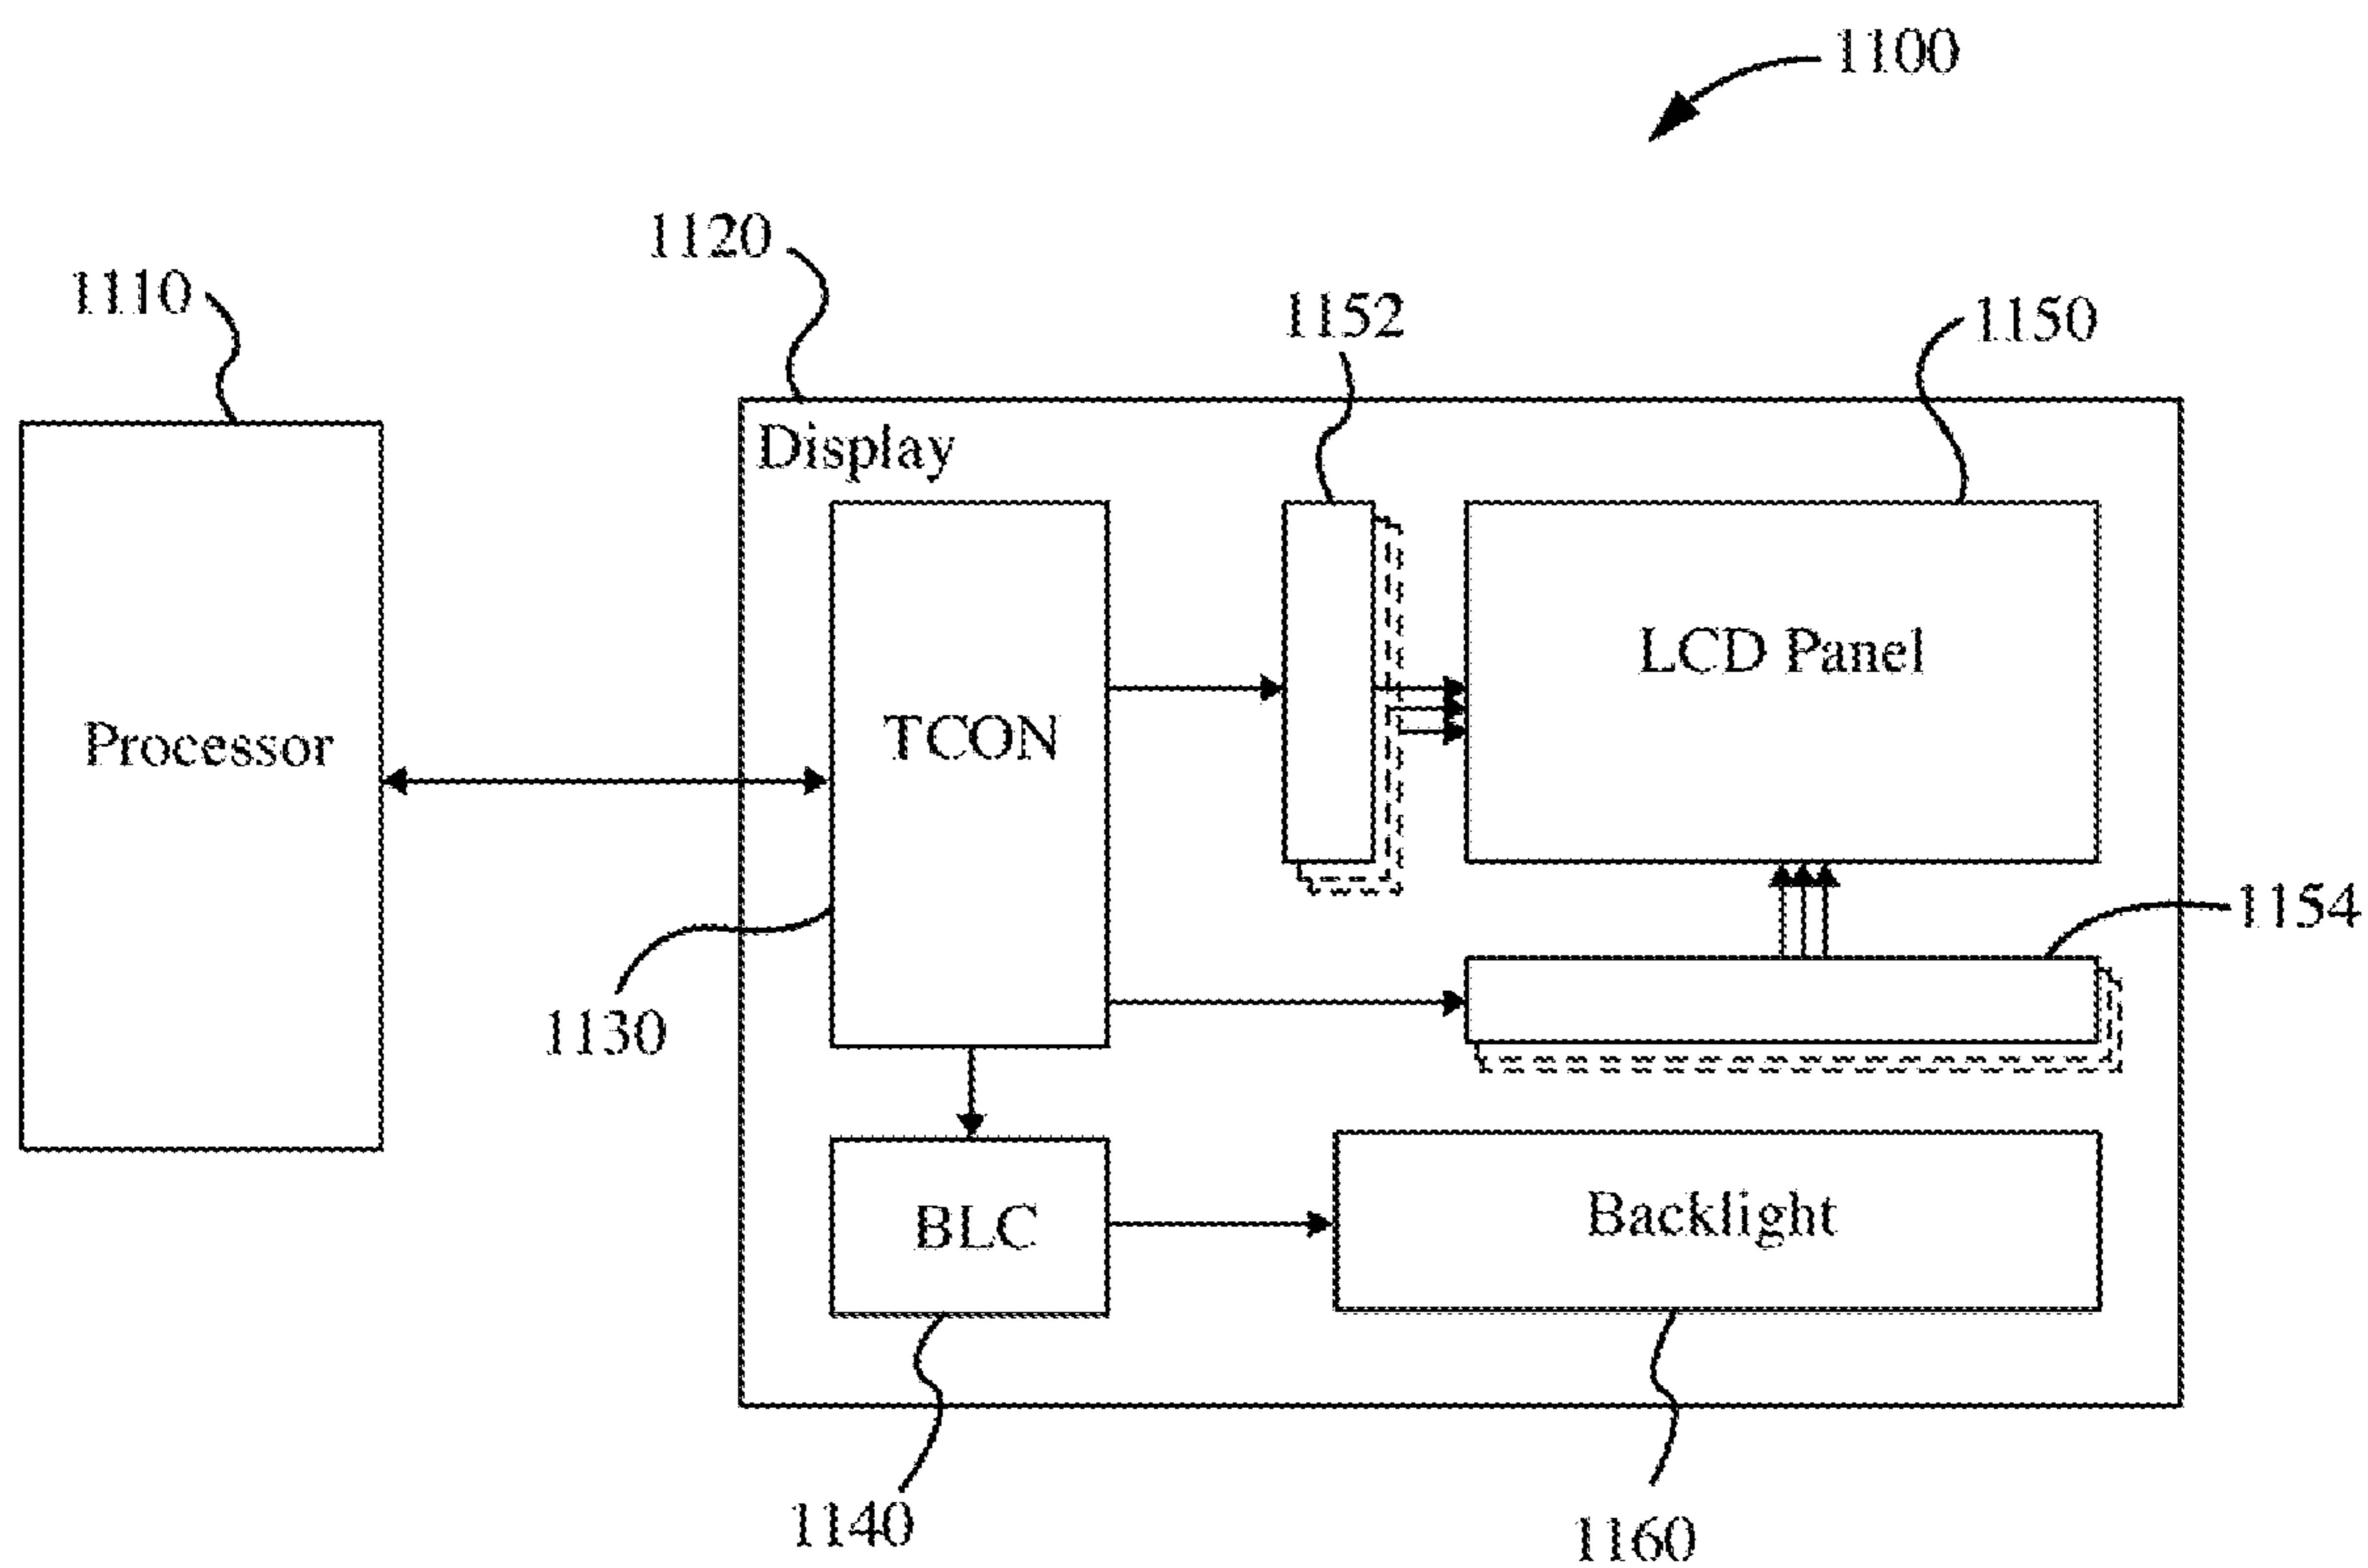 1100
1120
1110
1152
1150
Display
LCD Panel
Processor
TCON
1154
1130
BLC
Backlight
1140
1160